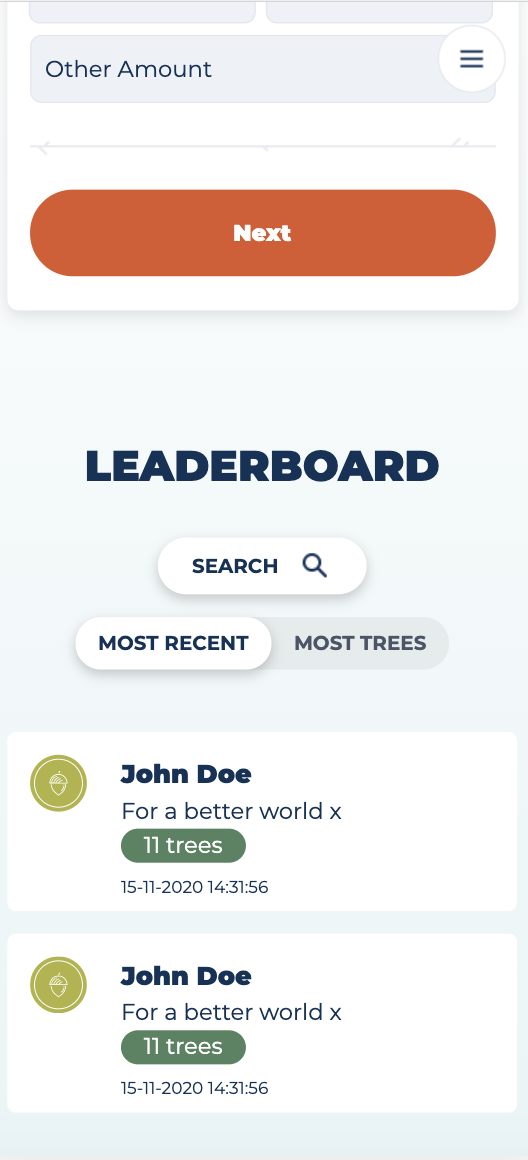 Other Amount
Next
LEADERBOARD
SEARCH
MOST RECENT MOST TREES
John Doe
For a better world x
11 trees
15-11-2020 14:31:56
John Doe
For a better world x
11 trees
15-11-2020 14:31:56